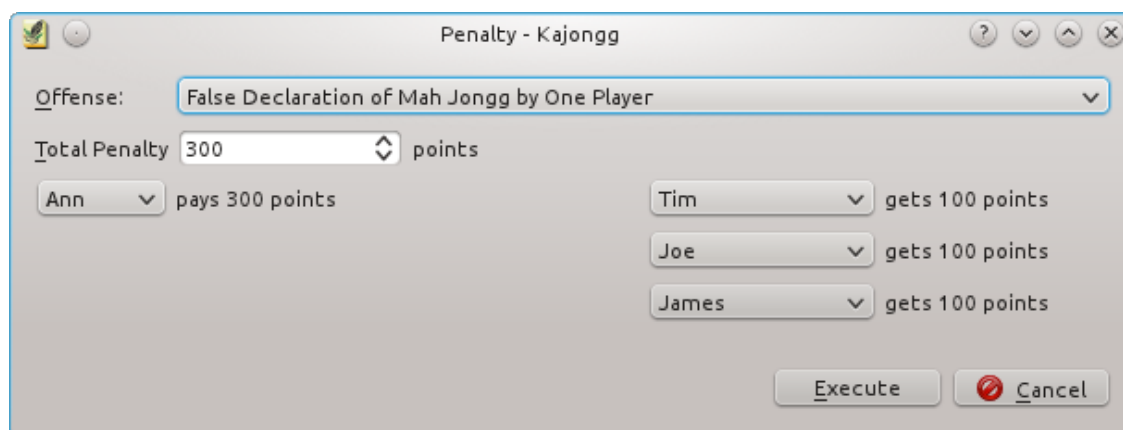 Penalty - Kajongg
Offense: False Declaration of Mah Jongg by One Player
Total Penalty 300 points
Ann pays 300 points Tim gets 100 points
Joe gets 100 points
James gets 100 points
Execute Cancel